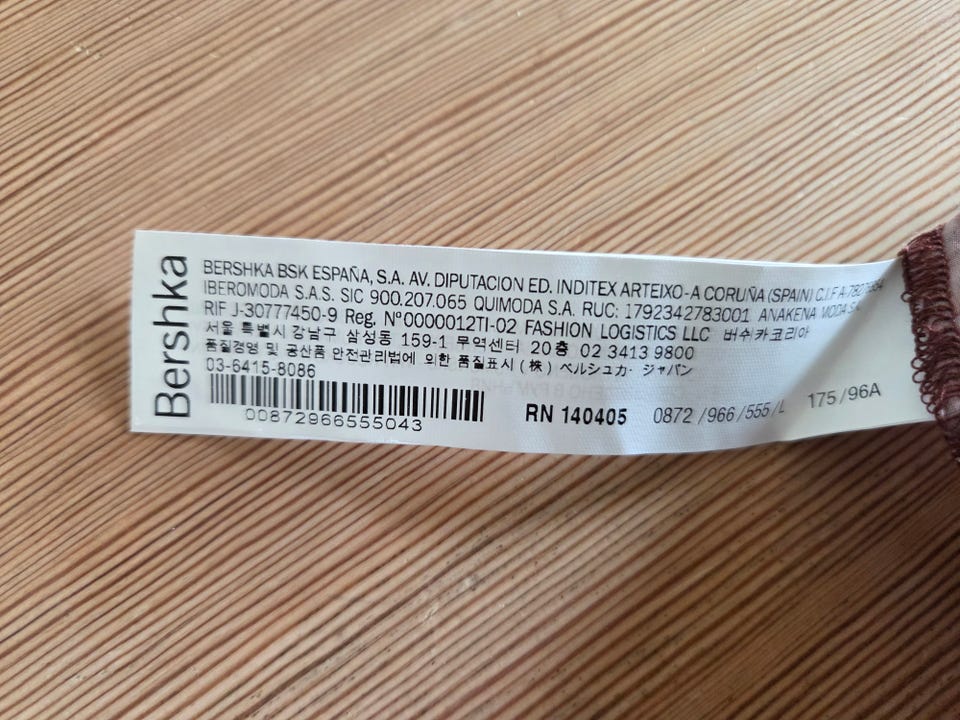 Bershka
BERSHKA BSK ESPAÑA, S.A. AV. DIPUTACION ED. INDITEX ARTEIXO-A CORUÑA (SPAIN) C.I.F
IBEROMODA S.A.S. SIC 900.207.065 QUIMODA S.A. RUC: 1792342783001 ANAKENA MODA
RIF J-30777450-9 Reg. Nº0000012TI-02 FASHION LOGISTICS LLC 버쉬카코리아
서울 특별시 강남구 삼성동 159-1 무역센터 20층 02 3413 9800
품질경영 및 공산품 안전관리법에 의한 품질표시 (株) ベルシュカ· ジャパン
03-6415-8086
00872966555043
RN 140405 0872/966/555/L 175/96A